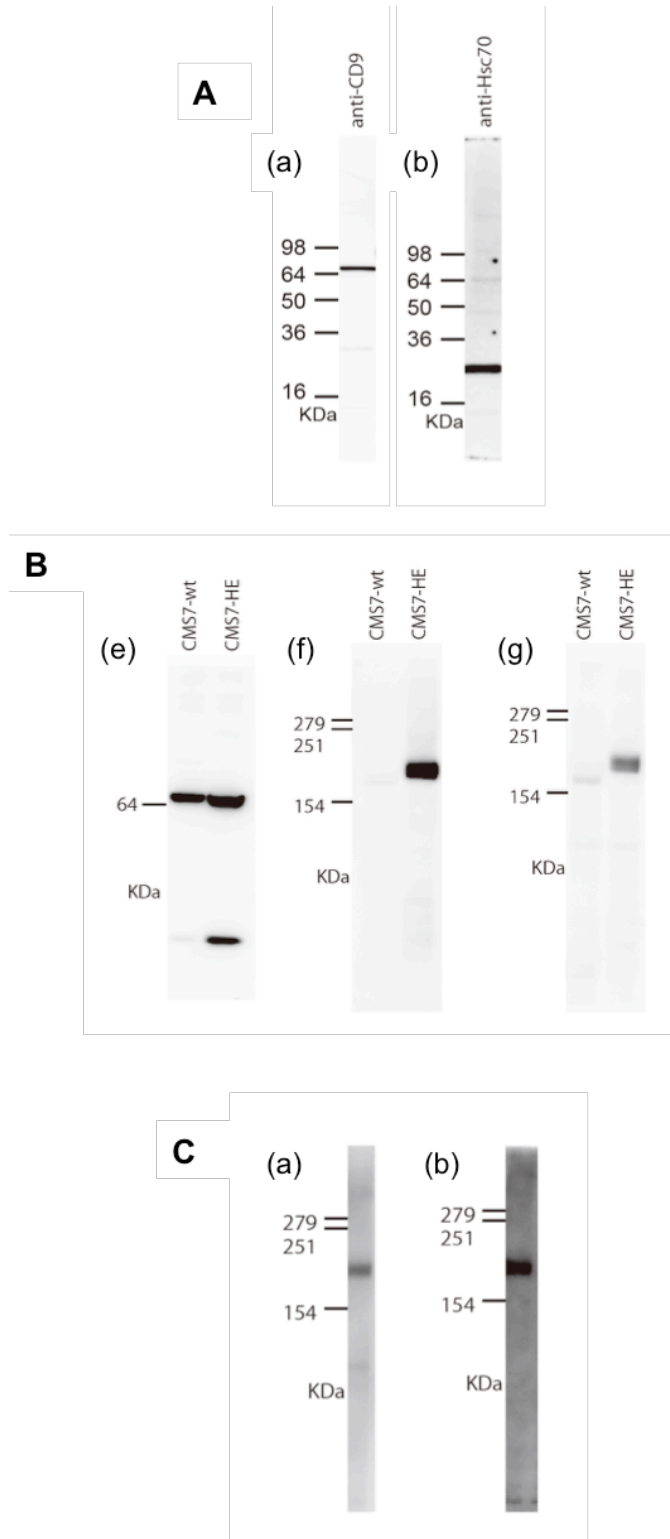 A
anti-CD9
anti-Hsc70
(a)
(b)
98
64
50
36
16
KDa
98
64
50
36
16
KDa
B
CMS7-wt
CMS7-HE
CMS7-wt
CMS7-HE
CMS7-wt
CMS7-HE
(e)
(f)
(g)
64
KDa
279
251
154
KDa
279
251
154
KDa
C
(a)
(b)
279
251
154
KDa
279
251
154
KDa